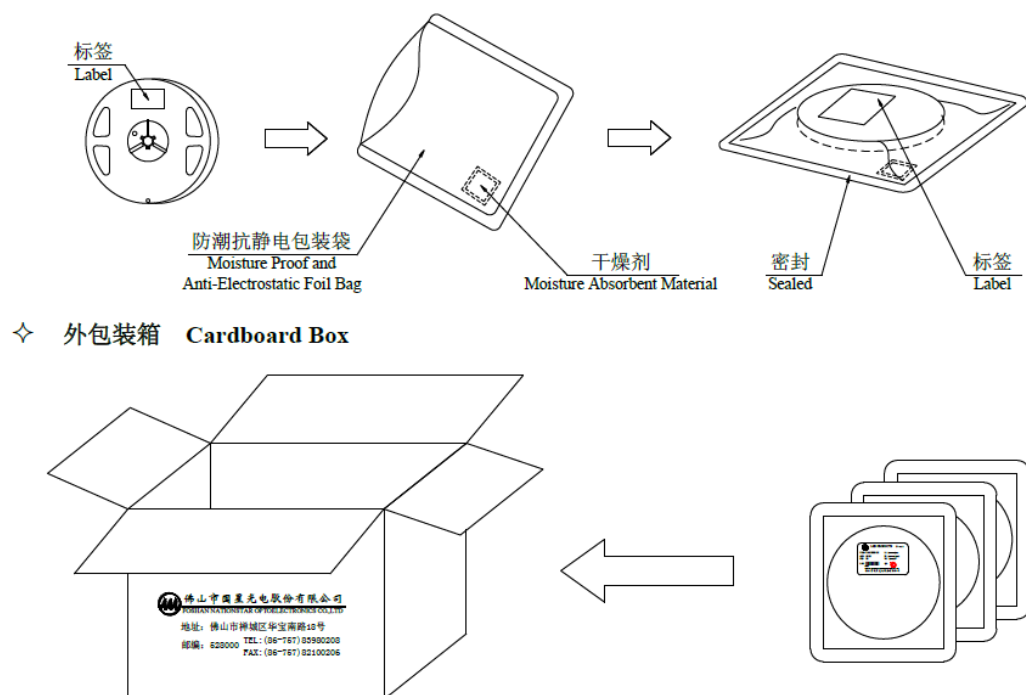 标签
Label
防潮抗静电包装袋
Moisture Proof and
Anti-Electrostatic Foil Bag
干燥剂
Moisture Absorbent Material
密封
Sealed
标签
Label
✧ 外包装箱 Cardboard Box
佛山市国星光电股份有限公司
FOSHAN NATIONSTAR OPTOELECTRONICS CO.,LTD
地址：佛山市禅城区华宝南路18号
邮编：528000 TEL:(86-757)83980208
FAX:(86-757)82100206